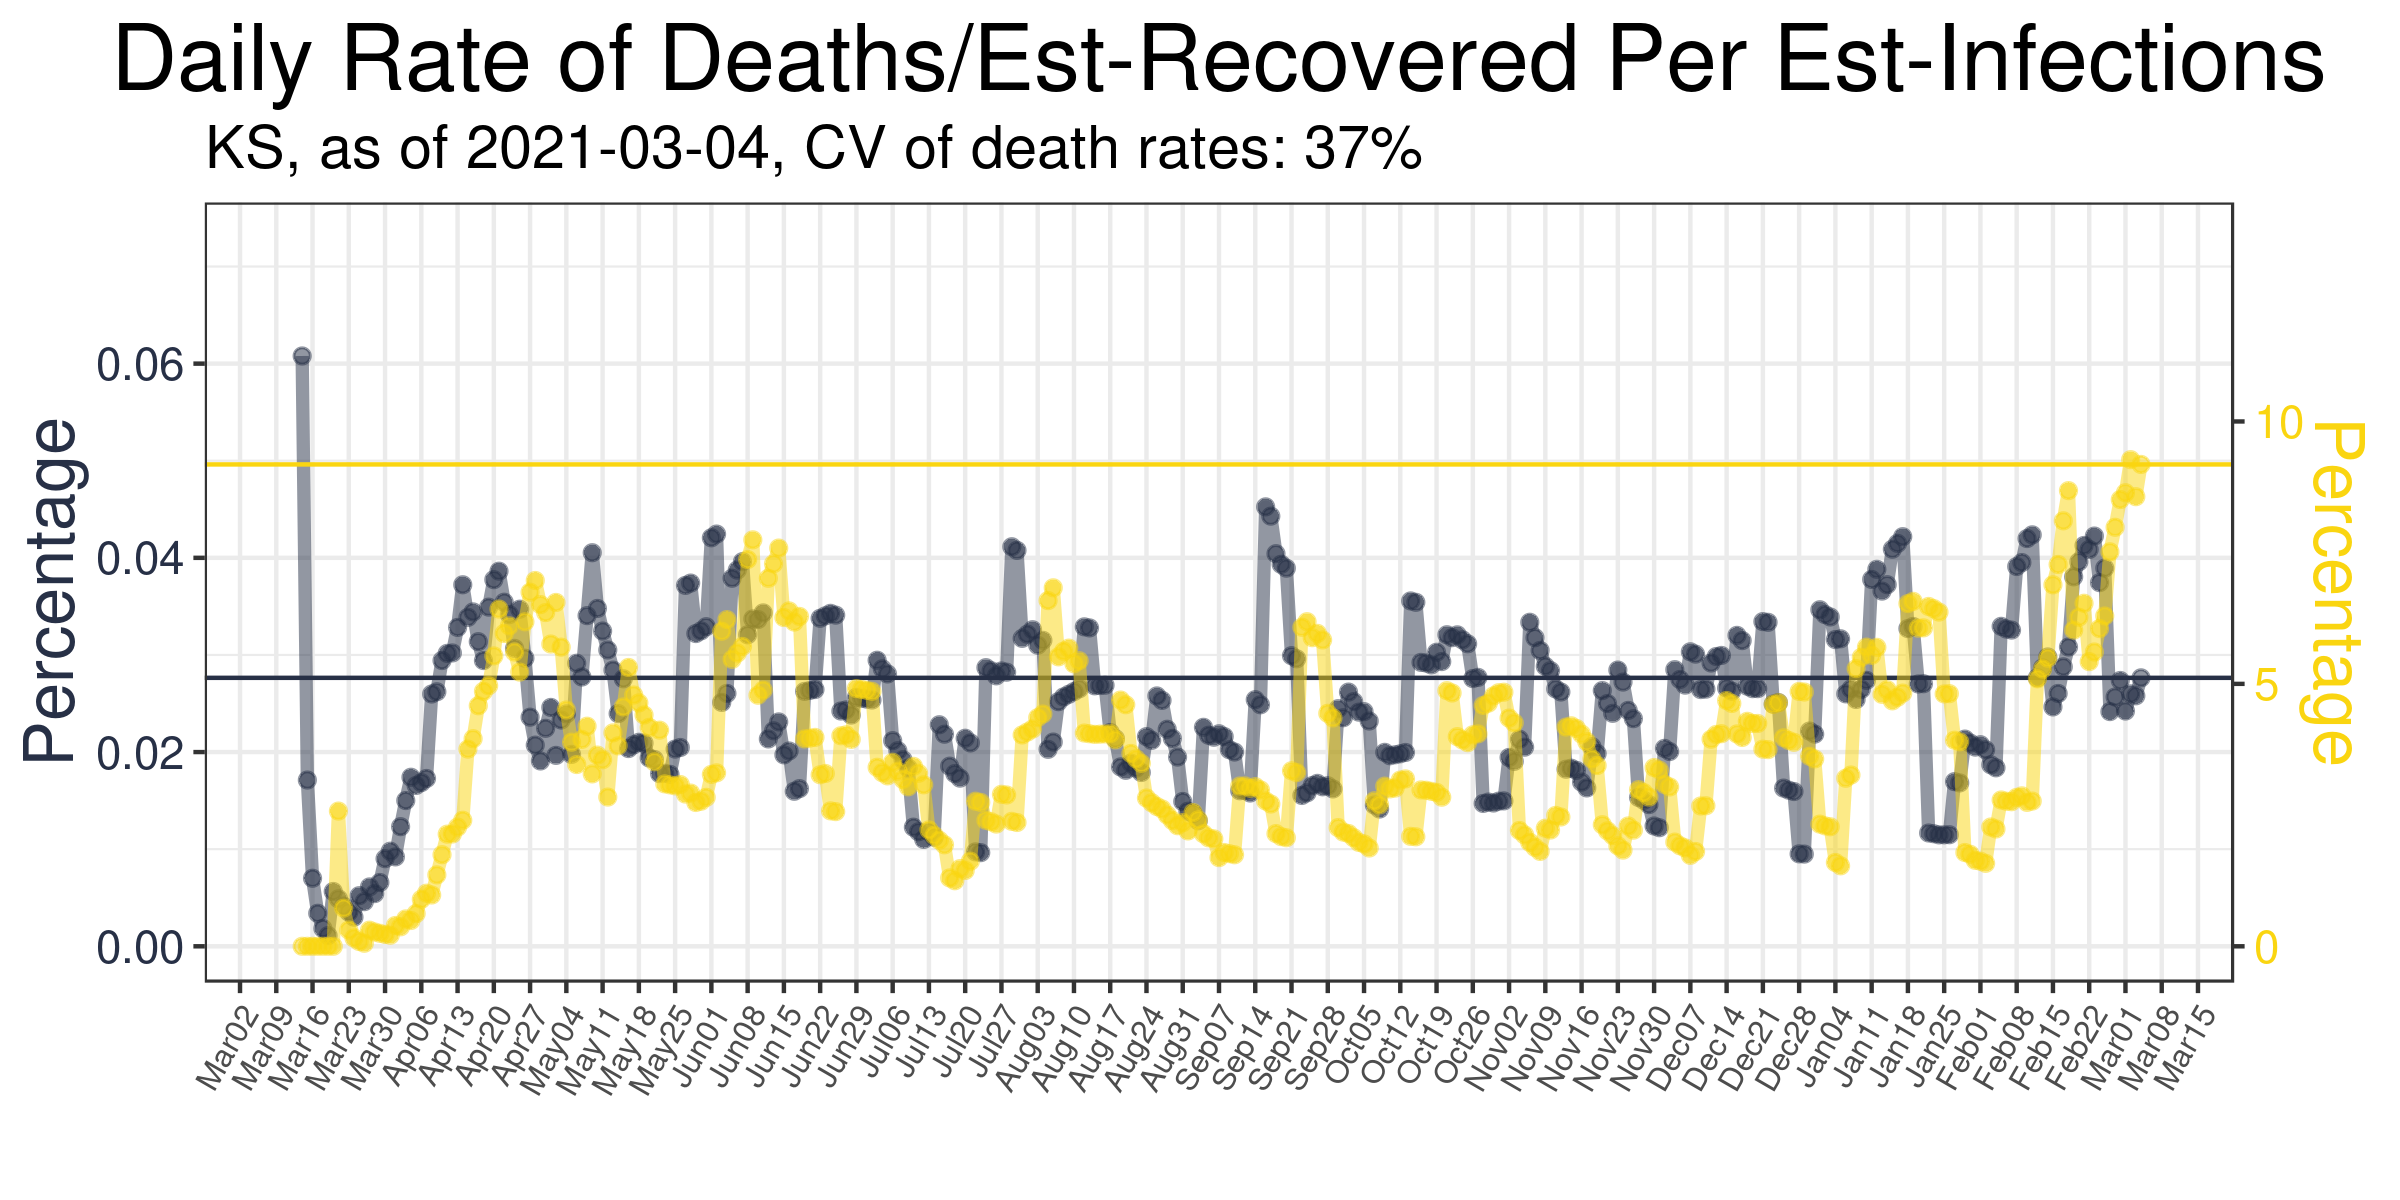 Daily Rate of Deaths/Est-Recovered Per Est-Infections
KS, as of 2021-03-04, CV of death rates: 37%
Percentage
0.06
0.04
0.02
0.00
10
5
0
Percentage
Mar02
Mar09
Mar16
Mar23
Mar30
Apr06
Apr13
Apr20
Apr27
May04
May11
May18
May25
Jun01
Jun08
Jun15
Jun22
Jun29
Jul06
Jul13
Jul20
Jul27
Aug03
Aug10
Aug17
Aug24
Aug31
Sep07
Sep14
Sep21
Sep28
Oct05
Oct12
Oct19
Oct26
Nov02
Nov09
Nov16
Nov23
Nov30
Dec07
Dec14
Dec21
Dec28
Jan04
Jan11
Jan18
Jan25
Feb01
Feb08
Feb15
Feb22
Mar01
Mar08
Mar15